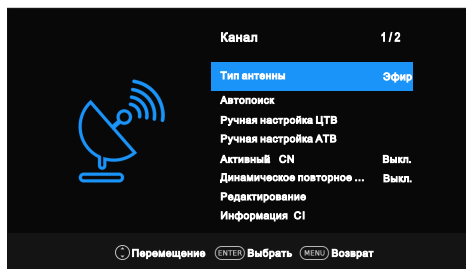 Канал 1/2
Тип антенны Эфир
Автопоиск
Ручная настройка ЦТВ
Ручная настройка АТВ
Активный CN Выкл.
Динамическое повторное ... Выкл.
Редактирование
Информация CI
Перемещение ENTER Выбрать MENU Возврат